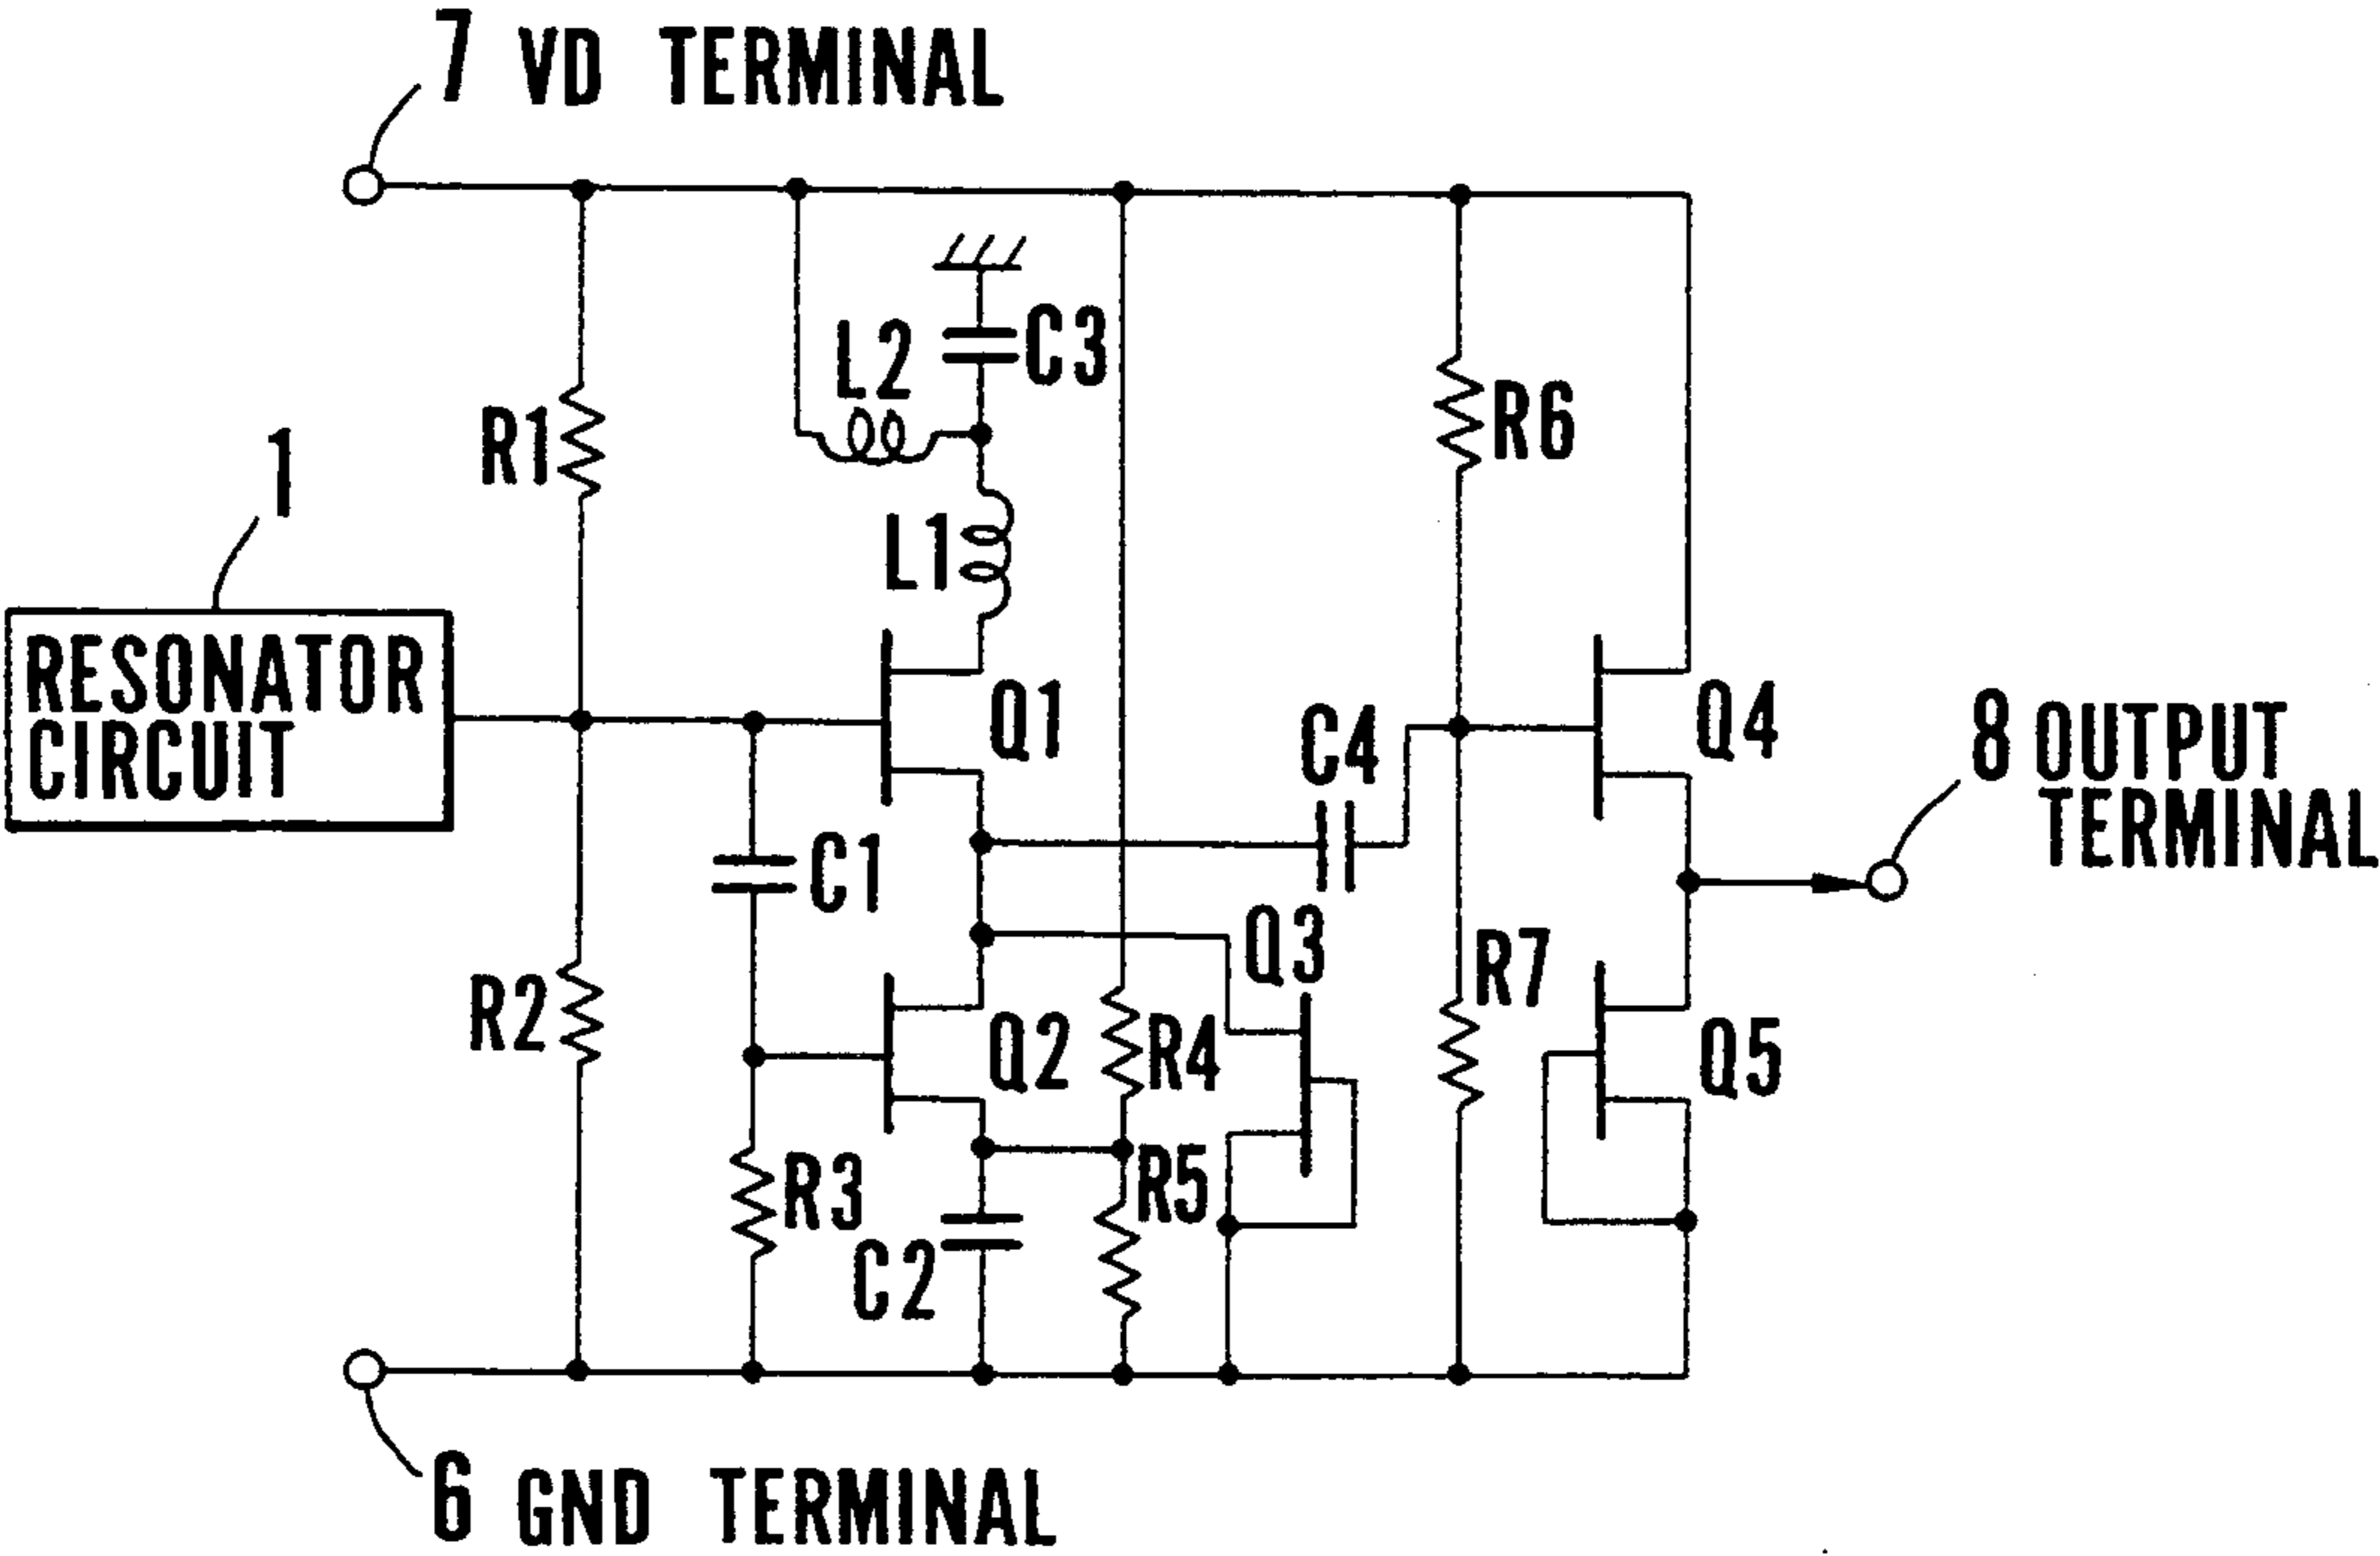 7 VD TERMINAL
C3
L2
R1
R6
1
L1
RESONATOR
CIRCUIT
Q1
Q4
C4
8 OUTPUT
TERMINAL
C1
Q3
R7
R2
Q2
R4
Q5
R3
R5
C2
6 GND TERMINAL